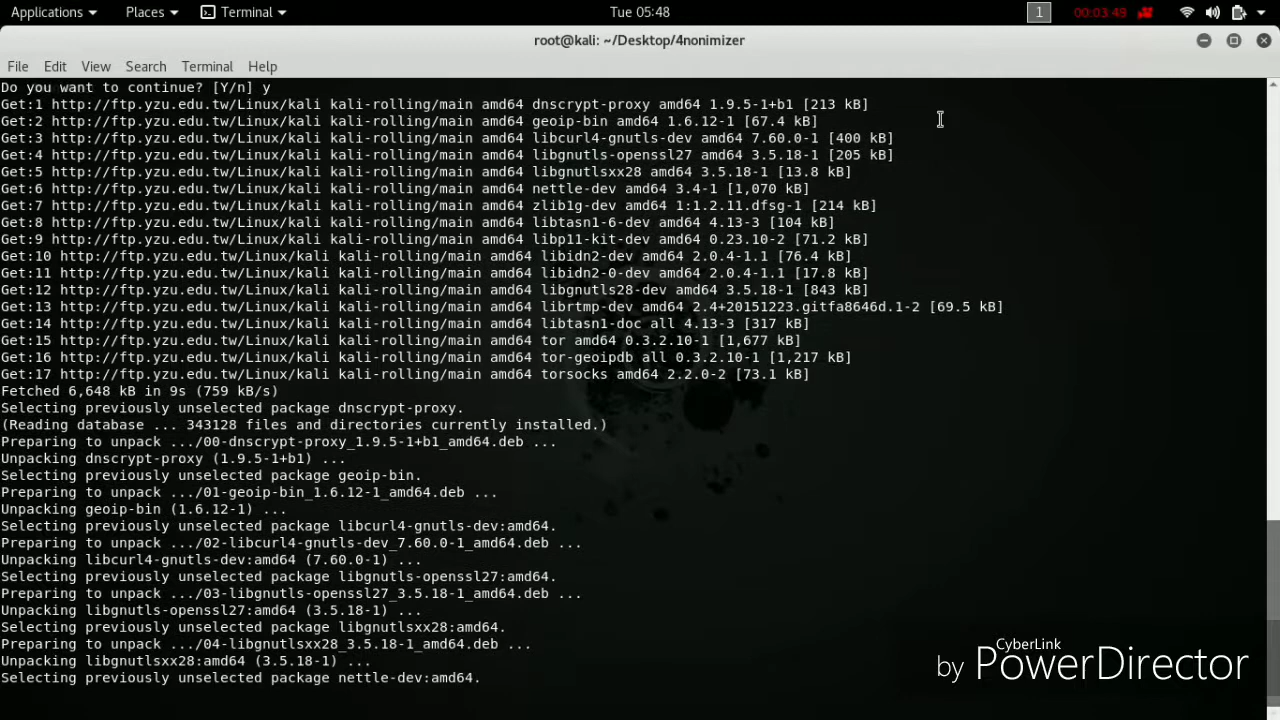 Applications Places Terminal Tue 05:48 1 00:03:49
root@kali: ~/Desktop/4nonimizer
File Edit View Search Terminal Help
Do you want to continue? [Y/n] y
Get:1 http://ftp.yzu.edu.tw/Linux/kali kali-rolling/main amd64 dnscrypt-proxy amd64 1.9.5-1+b1 [213 kB]
Get:2 http://ftp.yzu.edu.tw/Linux/kali kali-rolling/main amd64 geoip-bin amd64 1.6.12-1 [67.4 kB]
Get:3 http://ftp.yzu.edu.tw/Linux/kali kali-rolling/main amd64 libcurl4-gnutls-dev amd64 7.60.0-1 [400 kB]
Get:4 http://ftp.yzu.edu.tw/Linux/kali kali-rolling/main amd64 libgnutls-openssl27 amd64 3.5.18-1 [205 kB]
Get:5 http://ftp.yzu.edu.tw/Linux/kali kali-rolling/main amd64 libgnutlsxx28 amd64 3.5.18-1 [13.8 kB]
Get:6 http://ftp.yzu.edu.tw/Linux/kali kali-rolling/main amd64 nettle-dev amd64 3.4-1 [1,070 kB]
Get:7 http://ftp.yzu.edu.tw/Linux/kali kali-rolling/main amd64 zlib1g-dev amd64 1:1.2.11.dfsg-1 [214 kB]
Get:8 http://ftp.yzu.edu.tw/Linux/kali kali-rolling/main amd64 libtasn1-6-dev amd64 4.13-3 [104 kB]
Get:9 http://ftp.yzu.edu.tw/Linux/kali kali-rolling/main amd64 libp11-kit-dev amd64 0.23.10-2 [71.2 kB]
Get:10 http://ftp.yzu.edu.tw/Linux/kali kali-rolling/main amd64 libidn2-dev amd64 2.0.4-1.1 [76.4 kB]
Get:11 http://ftp.yzu.edu.tw/Linux/kali kali-rolling/main amd64 libidn2-0-dev amd64 2.0.4-1.1 [17.8 kB]
Get:12 http://ftp.yzu.edu.tw/Linux/kali kali-rolling/main amd64 libgnutls28-dev amd64 3.5.18-1 [843 kB]
Get:13 http://ftp.yzu.edu.tw/Linux/kali kali-rolling/main amd64 librtmp-dev amd64 2.4+20151223.gitfa8646d.1-2 [69.5 kB]
Get:14 http://ftp.yzu.edu.tw/Linux/kali kali-rolling/main amd64 libtasn1-doc all 4.13-3 [317 kB]
Get:15 http://ftp.yzu.edu.tw/Linux/kali kali-rolling/main amd64 tor amd64 0.3.2.10-1 [1,677 kB]
Get:16 http://ftp.yzu.edu.tw/Linux/kali kali-rolling/main amd64 tor-geoipdb all 0.3.2.10-1 [1,217 kB]
Get:17 http://ftp.yzu.edu.tw/Linux/kali kali-rolling/main amd64 torsocks amd64 2.2.0-2 [73.1 kB]
Fetched 6,648 kB in 9s (759 kB/s)
Selecting previously unselected package dnscrypt-proxy.
(Reading database ... 343128 files and directories currently installed.)
Preparing to unpack .../00-dnscrypt-proxy_1.9.5-1+b1_amd64.deb ...
Unpacking dnscrypt-proxy (1.9.5-1+b1) ...
Selecting previously unselected package geoip-bin.
Preparing to unpack .../01-geoip-bin_1.6.12-1_amd64.deb ...
Unpacking geoip-bin (1.6.12-1) ...
Selecting previously unselected package libcurl4-gnutls-dev:amd64.
Preparing to unpack .../02-libcurl4-gnutls-dev_7.60.0-1_amd64.deb ...
Unpacking libcurl4-gnutls-dev:amd64 (7.60.0-1) ...
Selecting previously unselected package libgnutls-openssl27:amd64.
Preparing to unpack .../03-libgnutls-openssl27_3.5.18-1_amd64.deb ...
Unpacking libgnutls-openssl27:amd64 (3.5.18-1) ...
Selecting previously unselected package libgnutlsxx28:amd64.
Preparing to unpack .../04-libgnutlsxx28_3.5.18-1_amd64.deb ...
Unpacking libgnutlsxx28:amd64 (3.5.18-1) ...
Selecting previously unselected package nettle-dev:amd64.
CyberLink
by PowerDirector